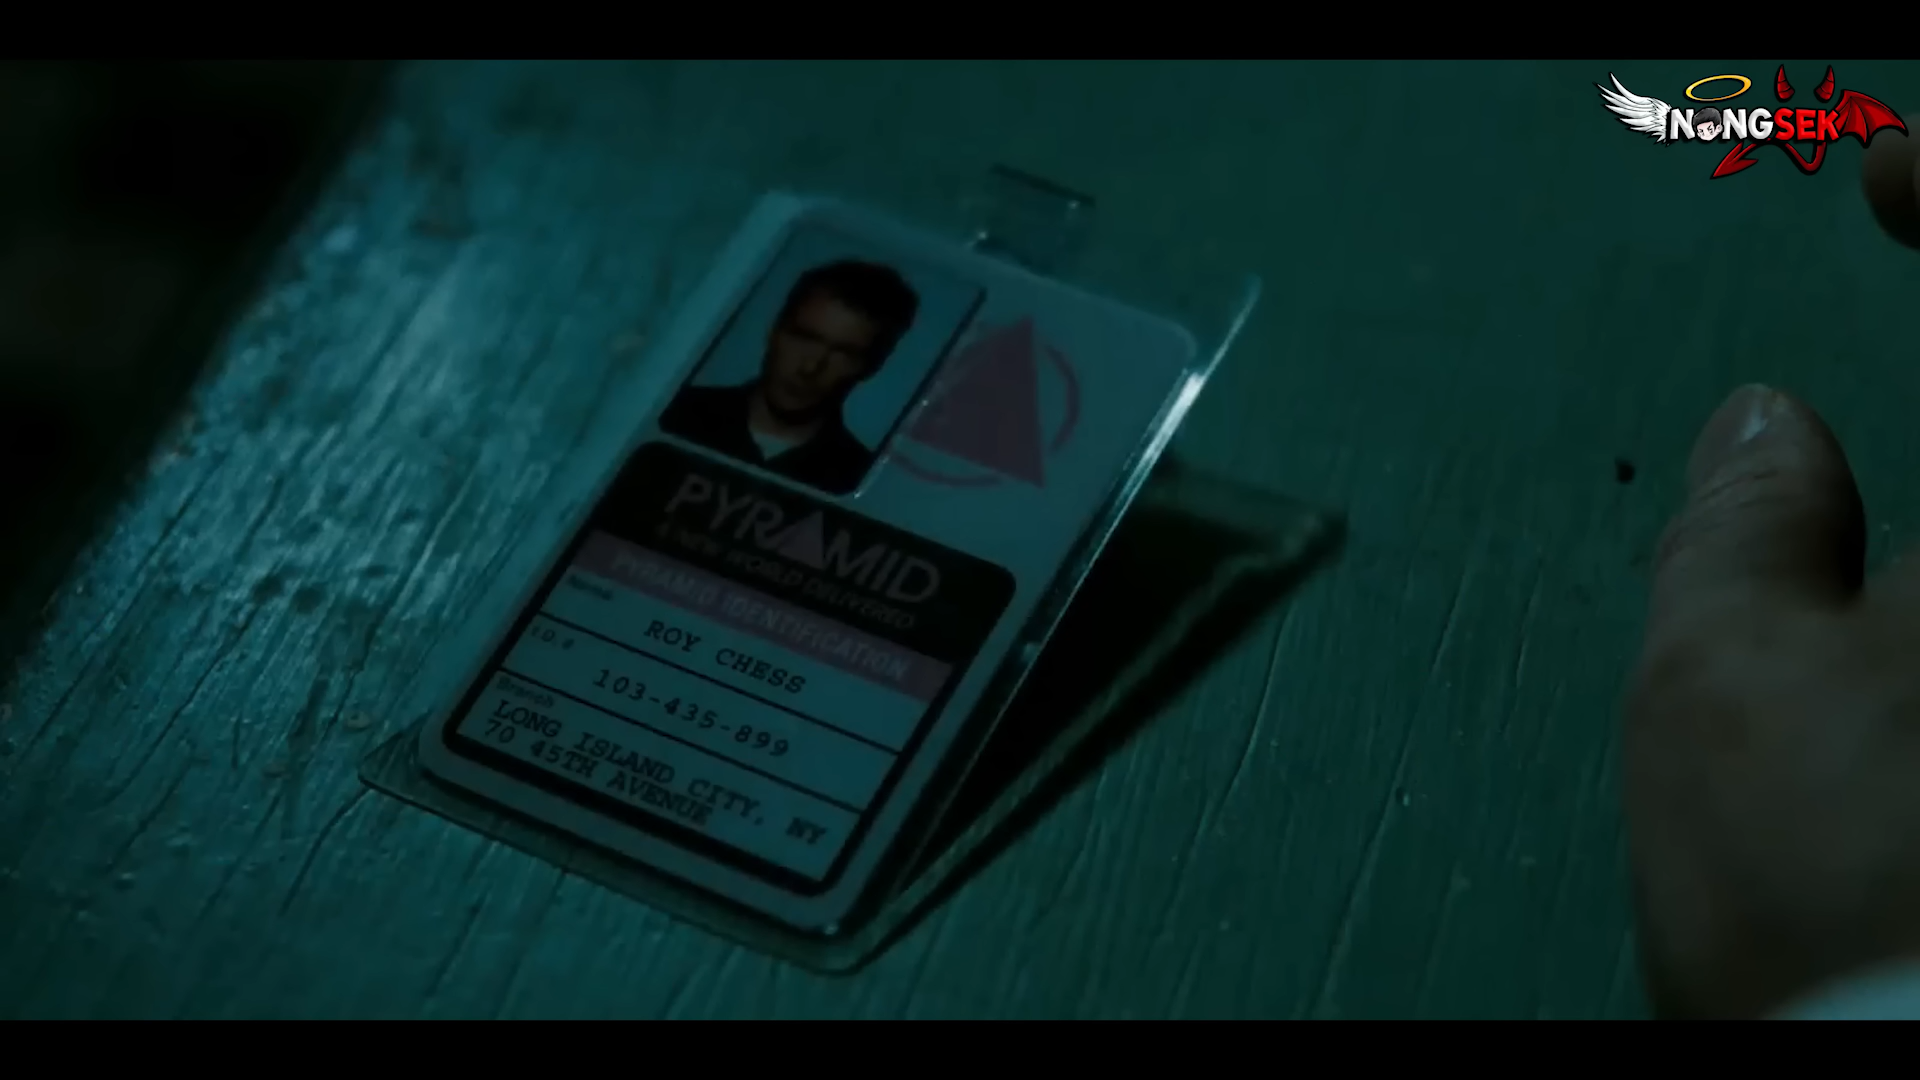 NONGSEK
PYRAMID
A NEW WORLD DELIVERED
PYRAMID IDENTIFICATION
Name
ROY CHESS
I.D.#
103-435-899
Branch
LONG ISLAND CITY, NY
70 45TH AVENUE